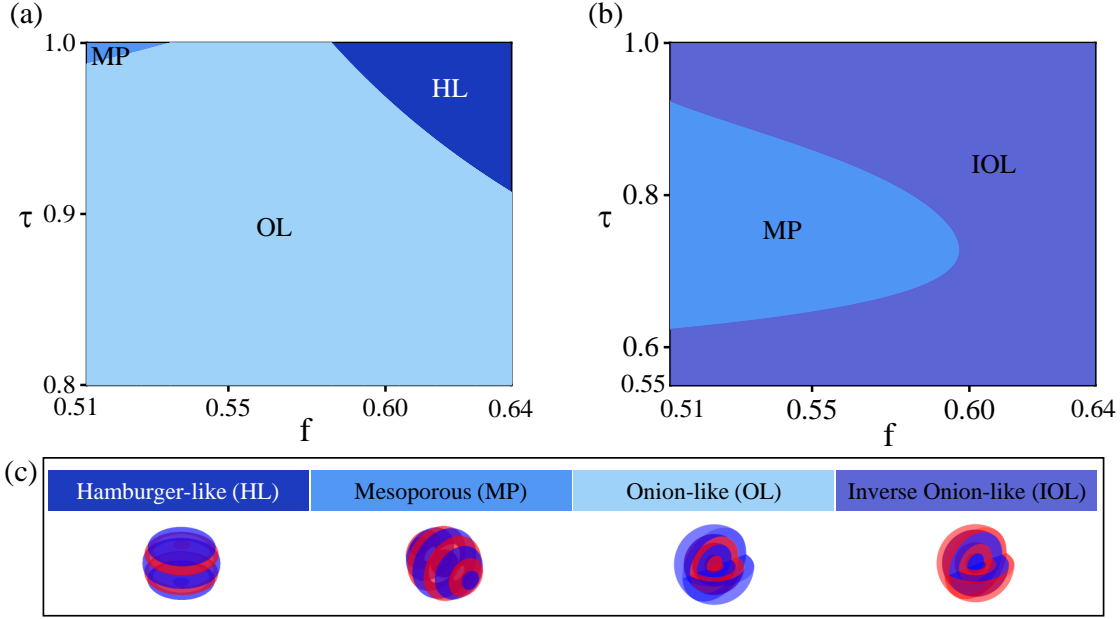 (a)
1.0
MP
HL
τ
0.9
OL
0.8
0.51
0.55
0.60
0.64
f
(b)
1.0
IOL
0.8
τ
MP
0.6
0.55
0.51
0.55
0.60
0.64
f
(c)
Hamburger-like (HL)
Mesoporous (MP)
Onion-like (OL)
Inverse Onion-like (IOL)